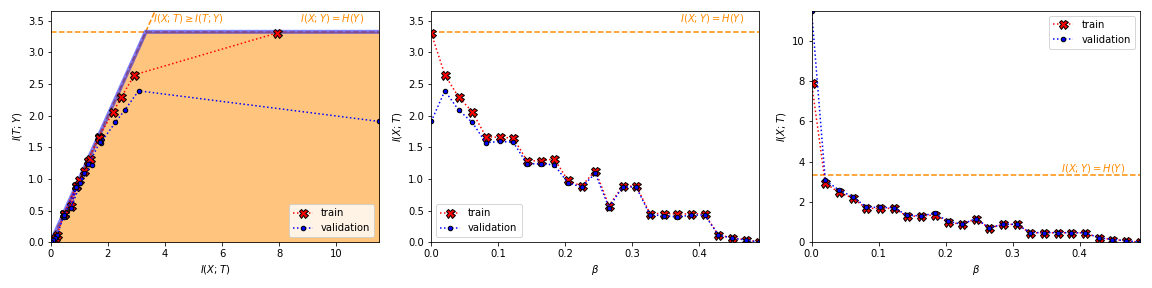 I(X; T) ≥ I(T; Y)
I(X; Y) = H(Y)
3.5
3.0
2.5
2.0
1.5
1.0
0.5
0.0
I(T; Y)
train
validation
0
2
4
6
8
10
I(X; T)
I(X; Y) = H(Y)
3.5
3.0
2.5
2.0
1.5
1.0
0.5
0.0
I(X; T)
train
validation
0.0
0.1
0.2
0.3
0.4
β
train
validation
I(X; Y) = H(Y)
10
8
6
4
2
0
I(X; T)
0.0
0.1
0.2
0.3
0.4
β